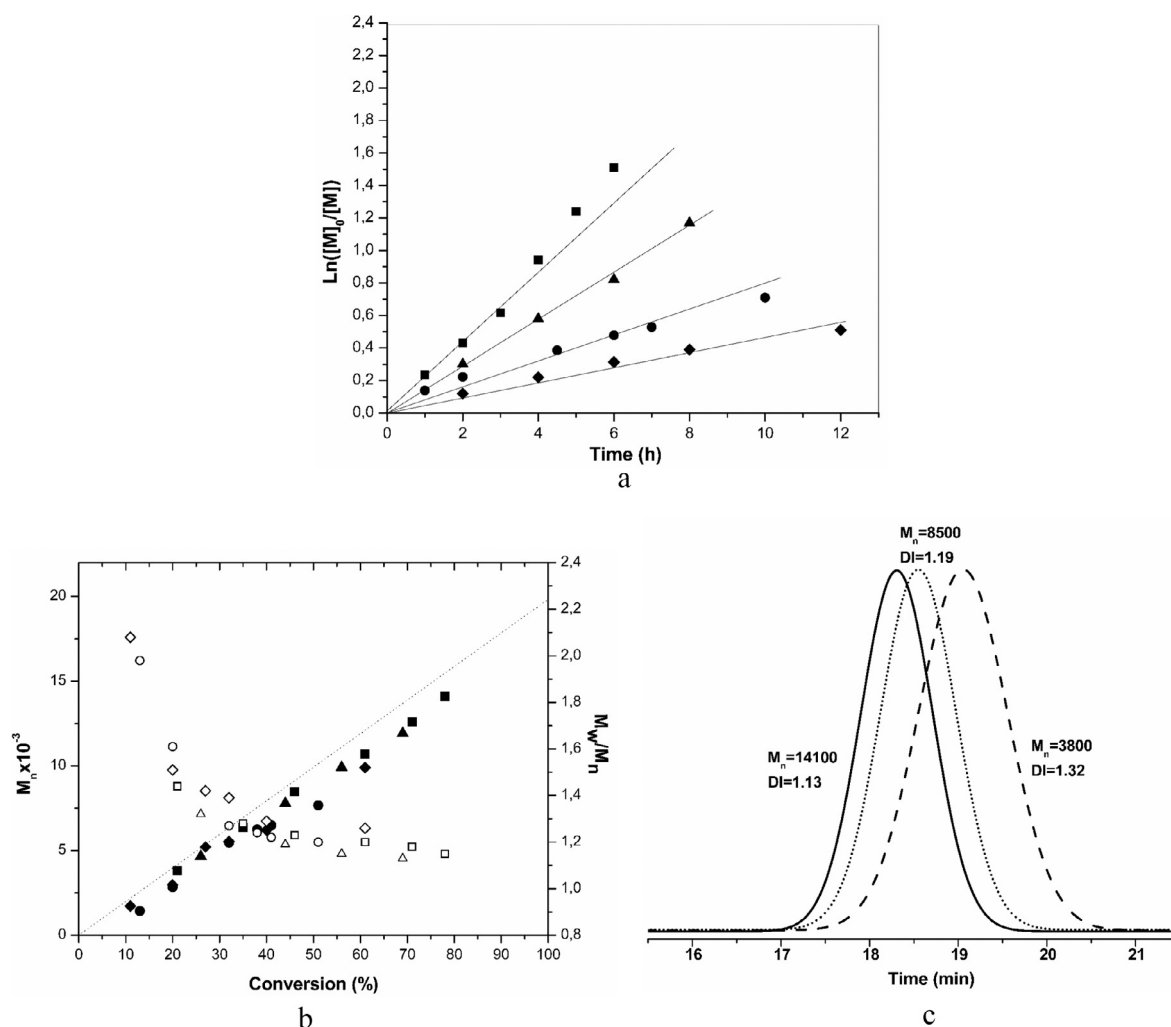 2,4
2,2
2,0
1,8
1,6
1,4
1,2
1,0
0,8
0,6
0,4
0,2
0,0
Ln([M]0/[M])
0 2 4 6 8 10 12
Time (h)
a
20
15
10
5
0
Mn x10-3
2,4
2,2
2,0
1,8
1,6
1,4
1,2
1,0
0,8
Mw/Mn
0 10 20 30 40 50 60 70 80 90 100
Conversion (%)
b
Mn=8500
DI=1.19
Mn=14100
DI=1.13
Mn=3800
DI=1.32
16 17 18 19 20 21
Time (min)
c